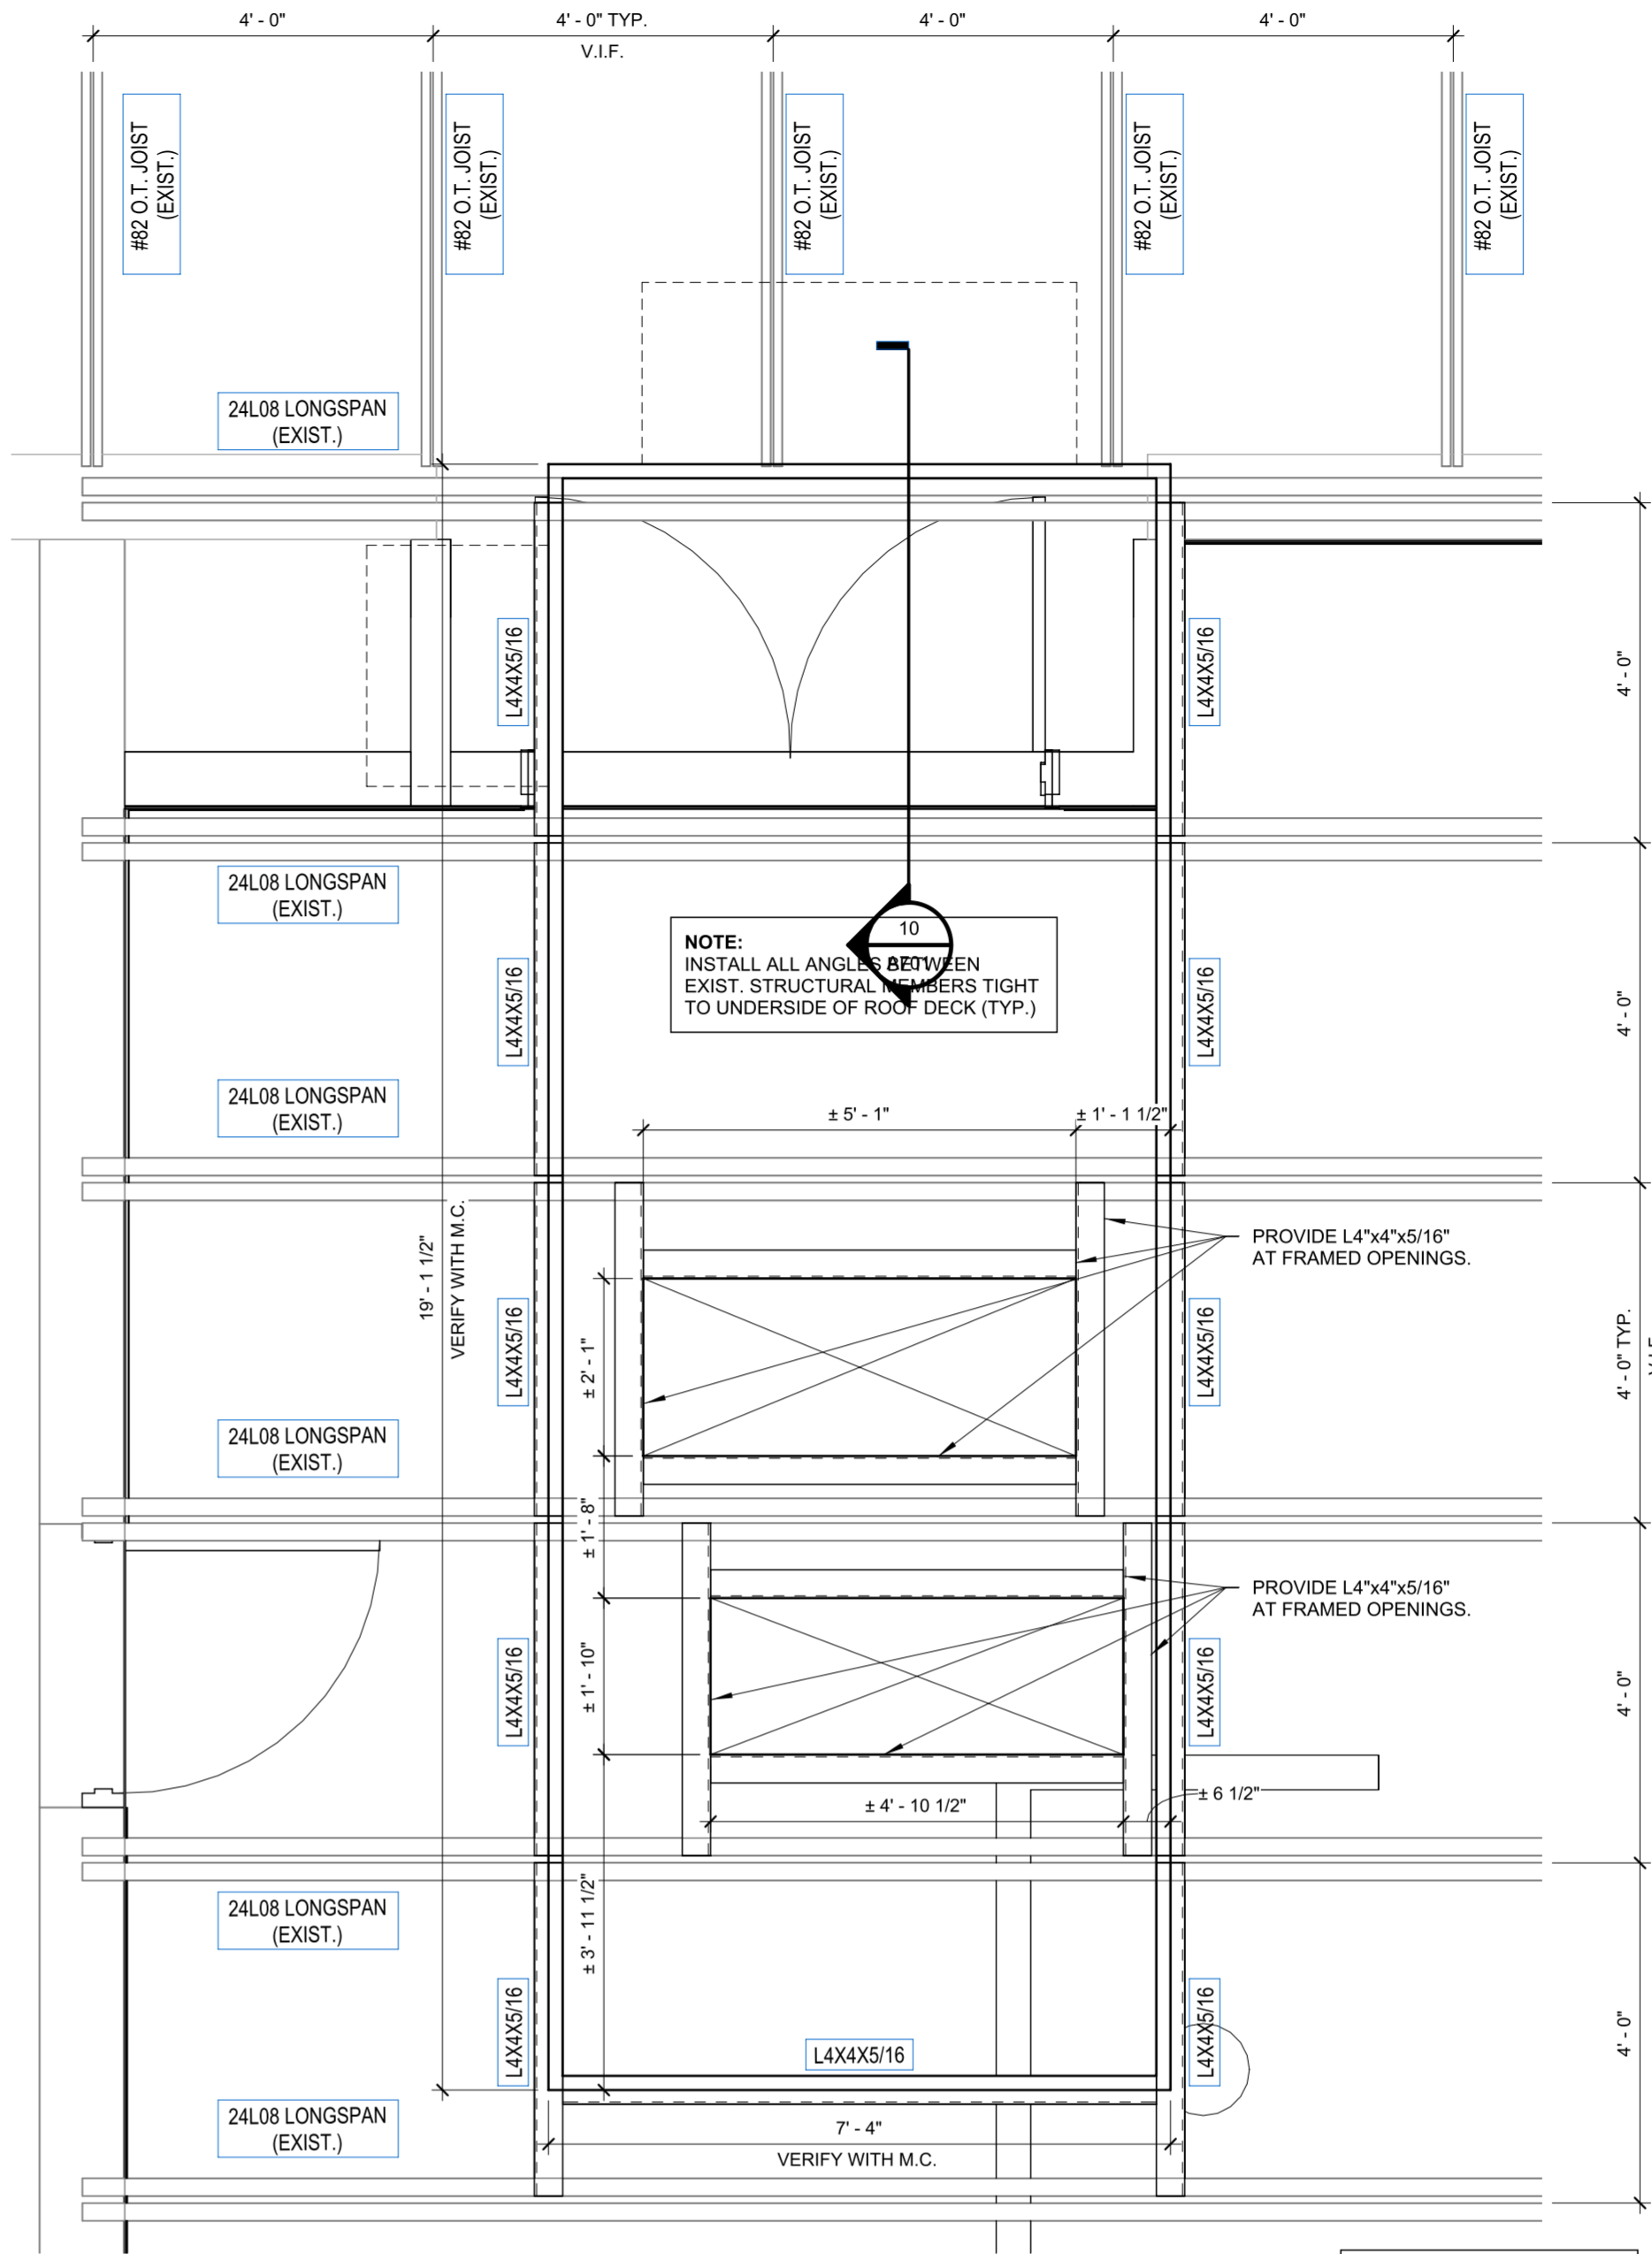 4' - 0"
4' - 0" TYP.
V.I.F.
4' - 0"
4' - 0"
#82 O.T. JOIST
(EXIST.)
#82 O.T. JOIST
(EXIST.)
#82 O.T. JOIST
(EXIST.)
#82 O.T. JOIST
(EXIST.)
#82 O.T. JOIST
(EXIST.)
24L08 LONGSPAN
(EXIST.)
L4X4X5/16
L4X4X5/16
4' - 0"
24L08 LONGSPAN
(EXIST.)
10
A701
NOTE:
INSTALL ALL ANGLES BETWEEN
EXIST. STRUCTURAL MEMBERS TIGHT
TO UNDERSIDE OF ROOF DECK (TYP.)
L4X4X5/16
L4X4X5/16
4' - 0"
24L08 LONGSPAN
(EXIST.)
± 5' - 1"
± 1' - 1 1/2"
19' - 1 1/2"
VERIFY WITH M.C.
PROVIDE L4"x4"x5/16"
AT FRAMED OPENINGS.
L4X4X5/16
± 2' - 1"
L4X4X5/16
4' - 0" TYP.
24L08 LONGSPAN
(EXIST.)
± 1' - 8"
PROVIDE L4"x4"x5/16"
AT FRAMED OPENINGS.
L4X4X5/16
± 1' - 10"
L4X4X5/16
4' - 0"
± 4' - 10 1/2"
± 6 1/2"
24L08 LONGSPAN
(EXIST.)
± 3' - 11 1/2"
L4X4X5/16
L4X4X5/16
L4X4X5/16
4' - 0"
24L08 LONGSPAN
(EXIST.)
7' - 4"
VERIFY WITH M.C.